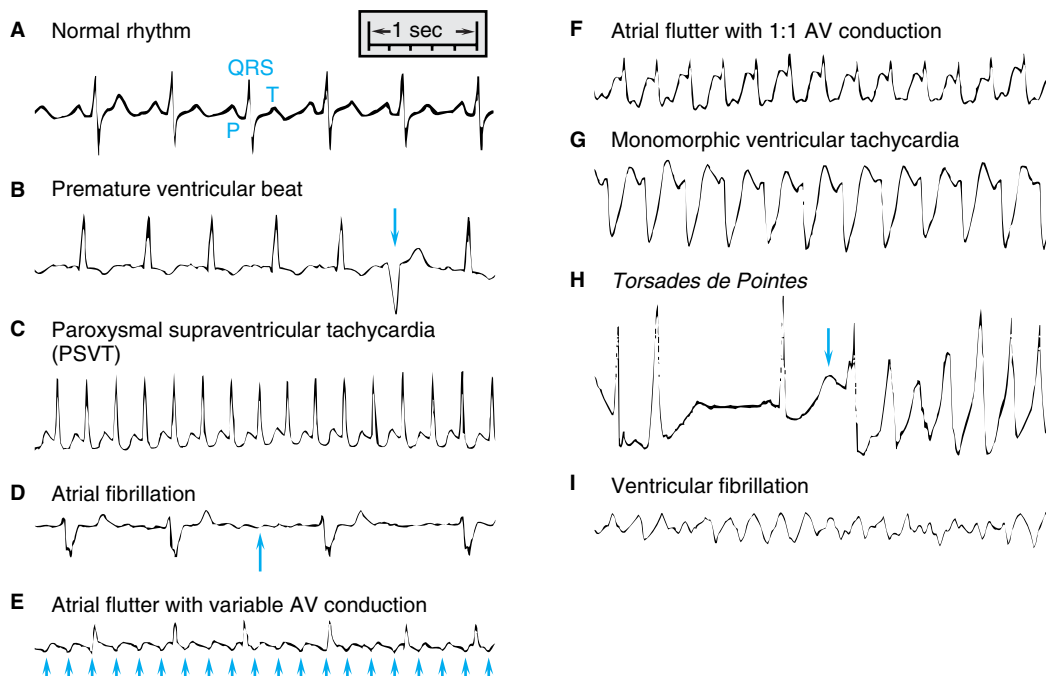 A Normal rhythm
1 sec
QRS
T
P
B Premature ventricular beat
C Paroxysmal supraventricular tachycardia
(PSVT)
D Atrial fibrillation
E Atrial flutter with variable AV conduction
F Atrial flutter with 1:1 AV conduction
G Monomorphic ventricular tachycardia
H Torsades de Pointes
I Ventricular fibrillation